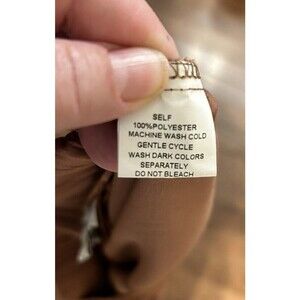 SELF
100%POLYESTER
MACHINE WASH COLD
GENTLE CYCLE
WASH DARK COLORS
SEPARATELY
DO NOT BLEACH